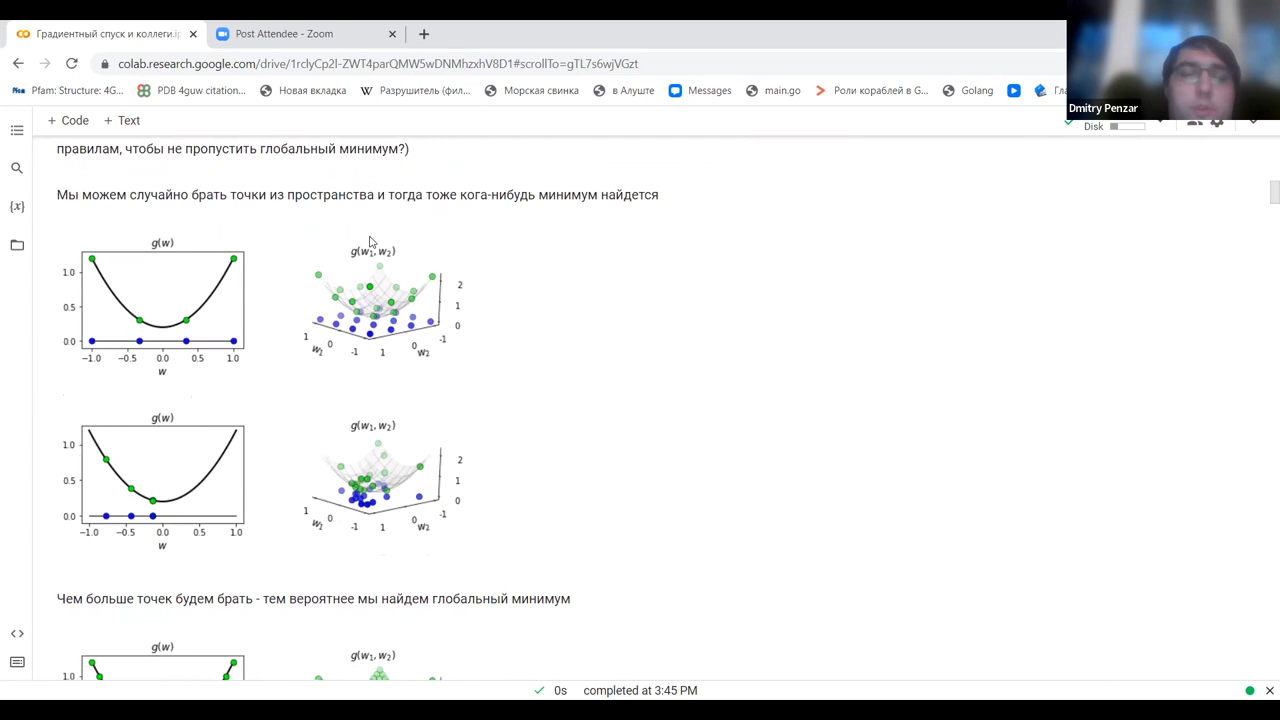 Градиентный спуск и коллеги.ip
Post Attendee - Zoom
colab.research.google.com/drive/1rclyCp2I-ZWT4parQMW5wDNMhzxhV8D1#scrollTo=gTL7s6wjVGzt
Pfam: Structure: 4G...
PDB 4guw citation...
Новая вкладка
Разрушитель (фил...
Морская свинка
в Алуште
Messages
main.go
Роли кораблей в G...
Golang
Dmitry Penzar
+ Code + Text
Disk
правилам, чтобы не пропустить глобальный минимум?)
Мы можем случайно брать точки из пространства и тогда тоже кога-нибудь минимум найдется
g(w)
1.0
0.5
0.0
−1.0 −0.5 0.0 0.5 1.0
w
g(w₁, w₂)
2
1
0
1 0 -1
w₂
1 0 -1
w₁
g(w)
1.0
0.5
0.0
−1.0 −0.5 0.0 0.5 1.0
w
g(w₁, w₂)
2
1
0
1 0 -1
w₂
1 0 -1
w₁
Чем больше точек будем брать - тем вероятнее мы найдем глобальный минимум
g(w)
1.0
g(w₁, w₂)
0s completed at 3:45 PM